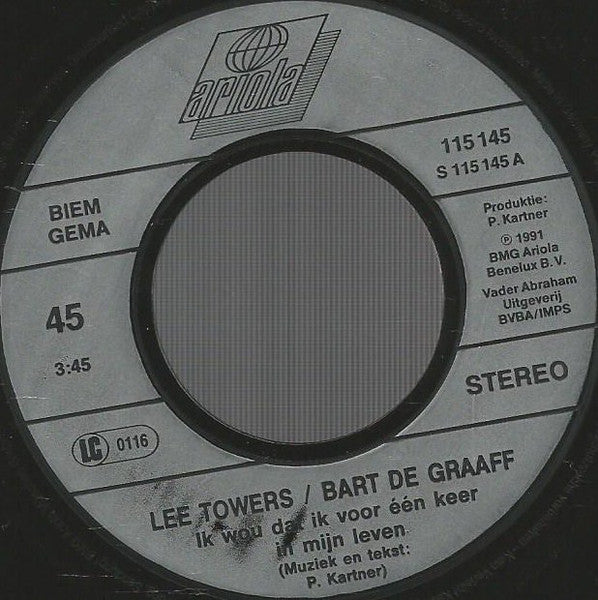 ariola
115 145
S 115 145 A
BIEM
GEMA
Produktie:
P. Kartner
℗ 1991
BMG Ariola
Benelux B.V.
Vader Abraham
Uitgeverij
BVBA/IMPS
45
3:45
STEREO
LC 0116
LEE TOWERS / BART DE GRAAFF
Ik wou dat ik voor één keer
in mijn leven
(Muziek en tekst:
P. Kartner)